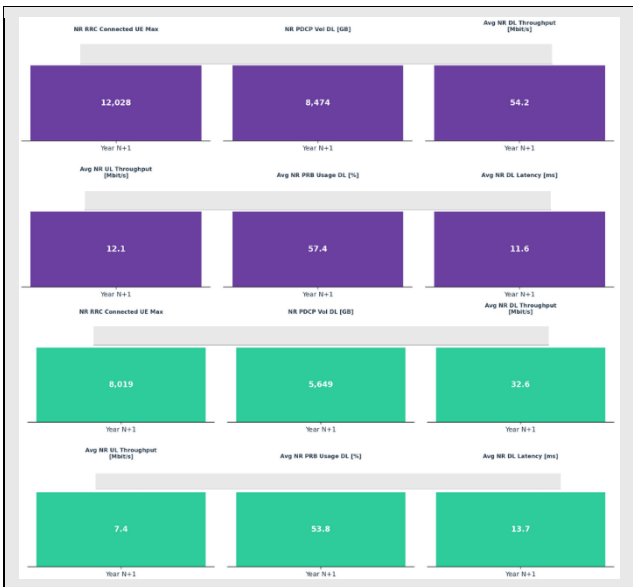 NR RRC Connected UE Max
NR PDCP Vol DL [GB]
Avg NR DL Throughput
[Mbit/s]
12,028
8,474
54.2
Year N+1
Year N+1
Year N+1
Avg NR UL Throughput
[Mbit/s]
Avg NR PRB Usage DL [%]
Avg NR DL Latency [ms]
12.1
57.4
11.6
Year N+1
Year N+1
Year N+1
NR RRC Connected UE Max
NR PDCP Vol DL [GB]
Avg NR DL Throughput
[Mbit/s]
8,019
5,649
32.6
Year N+1
Year N+1
Year N+1
Avg NR UL Throughput
[Mbit/s]
Avg NR PRB Usage DL [%]
Avg NR DL Latency [ms]
7.4
53.8
13.7
Year N+1
Year N+1
Year N+1